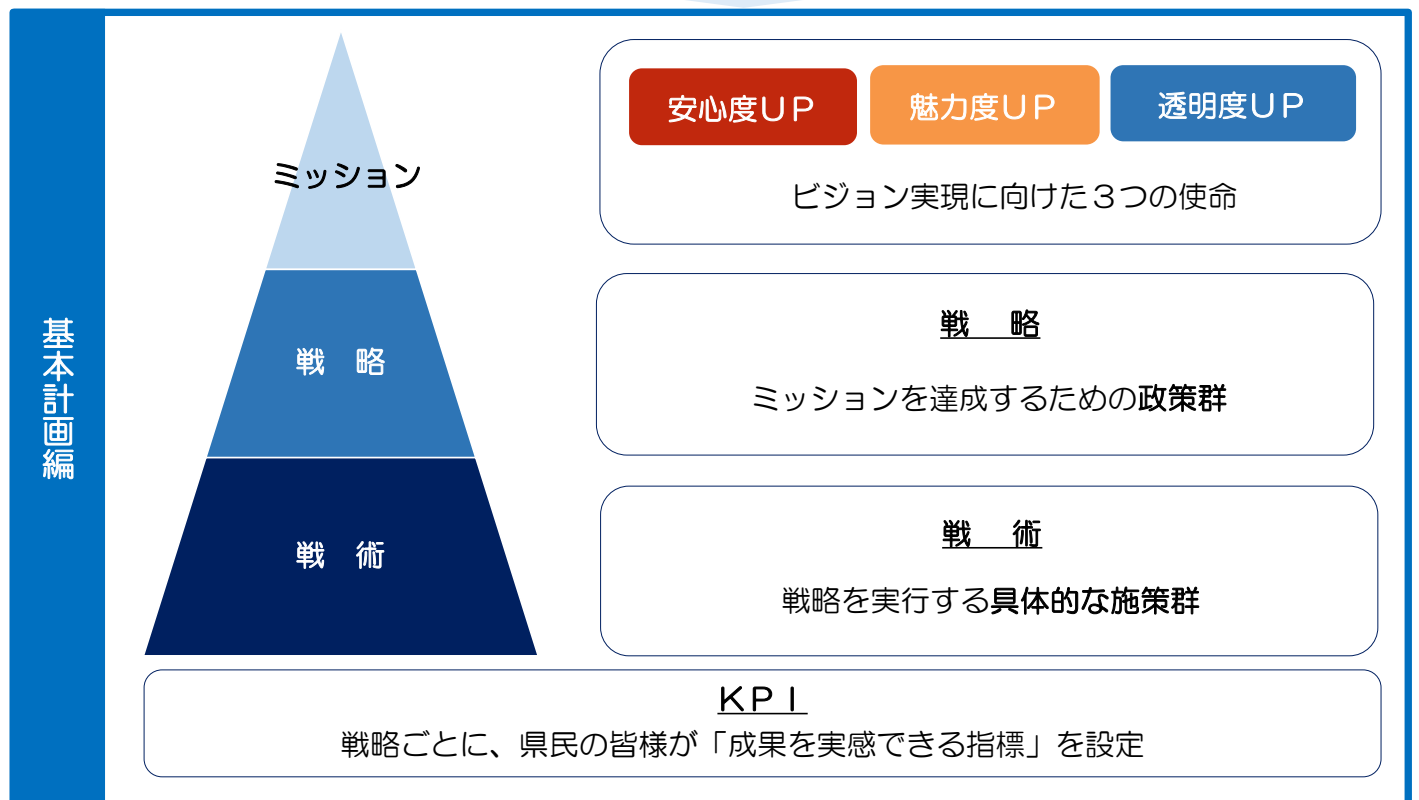 基本計画編
ミッション
戦　略
戦　術
安心度ＵＰ
魅力度ＵＰ
透明度ＵＰ
ビジョン実現に向けた３つの使命
戦　略
ミッションを達成するための政策群
戦　術
戦略を実行する具体的な施策群
ＫＰＩ
戦略ごとに、県民の皆様が「成果を実感できる指標」を設定